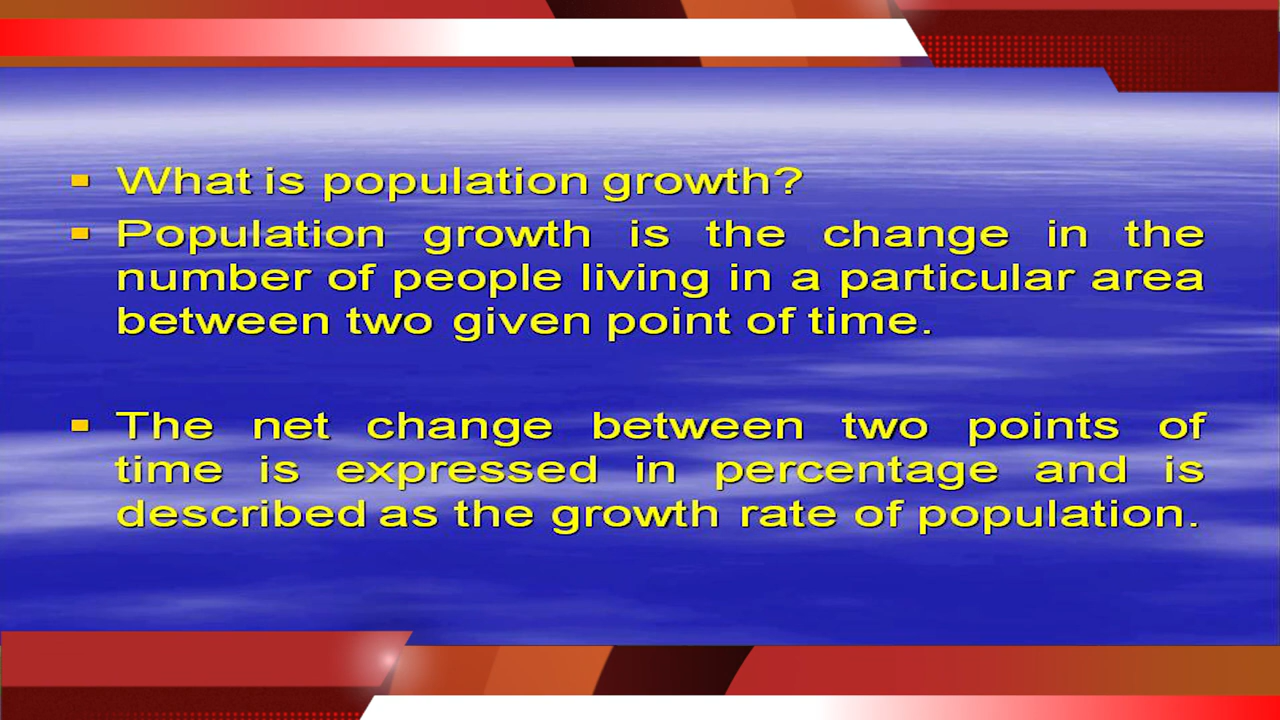 What is population growth?
Population growth is the change in the
number of people living in a particular area
between two given point of time.
The net change between two points of
time is expressed in percentage and is
described as the growth rate of population.